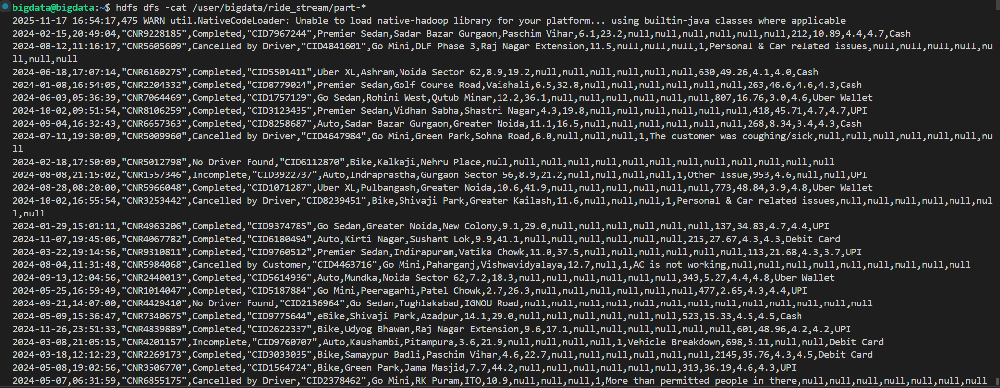 bigdata@bigdata:~$ hdfs dfs -cat /user/bigdata/ride_stream/part-*
2025-11-17 16:54:17,475 WARN util.NativeCodeLoader: Unable to load native-hadoop library for your platform... using builtin-java classes where applicable
2024-02-15,20:49:04,"CNR9228185",Completed,"CID7967244",Premier Sedan,Sadar Bazar Gurgaon,Paschim Vihar,6.1,23.2,null,null,null,null,null,null,212,10.89,4.4,4.7,Cash
2024-08-12,11:16:17,"CNR5605609",Cancelled by Driver,"CID4841601",Go Mini,DLF Phase 3,Raj Nagar Extension,11.5,null,null,null,1,Personal & Car related issues,null,null,null,null,nu
ll,null,null
2024-06-18,17:07:14,"CNR6160275",Completed,"CID5501411",Uber XL,Ashram,Noida Sector 62,8.9,19.2,null,null,null,null,null,null,630,49.26,4.1,4.0,Cash
2024-01-08,16:54:05,"CNR2204332",Completed,"CID8779024",Premier Sedan,Golf Course Road,Vaishali,6.5,32.8,null,null,null,null,null,null,263,46.6,4.6,4.3,Cash
2024-06-03,05:36:39,"CNR7064469",Completed,"CID1757129",Go Sedan,Rohini West,Qutub Minar,12.2,36.1,null,null,null,null,null,null,807,16.76,3.0,4.6,Uber Wallet
2024-10-02,09:51:54,"CNR8106259",Completed,"CID3123435",Premier Sedan,Vidhan Sabha,Shastri Nagar,4.3,19.8,null,null,null,null,null,null,418,45.71,4.7,4.7,UPI
2024-09-04,16:32:43,"CNR6657363",Completed,"CID8258687",Auto,Sadar Bazar Gurgaon,Greater Noida,11.1,16.5,null,null,null,null,null,null,268,8.34,3.4,4.3,Cash
2024-07-11,19:30:09,"CNR5009960",Cancelled by Driver,"CID4647984",Go Mini,Green Park,Sohna Road,6.0,null,null,null,1,The customer was coughing/sick,null,null,null,null,null,null,nu
ll
2024-02-18,17:50:09,"CNR5012798",No Driver Found,"CID6112870",Bike,Kalkaji,Nehru Place,null,null,null,null,null,null,null,null,null,null,null,null,null
2024-08-08,21:15:02,"CNR1557346",Incomplete,"CID3922737",Auto,Indraprastha,Gurgaon Sector 56,8.9,21.2,null,null,null,null,1,Other Issue,953,4.6,null,null,UPI
2024-08-28,08:20:00,"CNR5966048",Completed,"CID1071287",Uber XL,Pulbangash,Greater Noida,10.6,41.9,null,null,null,null,null,null,773,48.84,3.9,4.8,Uber Wallet
2024-10-02,16:55:54,"CNR3253442",Cancelled by Driver,"CID8239451",Bike,Shivaji Park,Greater Kailash,11.6,null,null,null,1,Personal & Car related issues,null,null,null,null,null,nul
l,null
2024-01-29,15:01:11,"CNR4963206",Completed,"CID9374785",Go Sedan,Greater Noida,New Colony,9.1,29.0,null,null,null,null,null,null,137,34.83,4.7,4.4,UPI
2024-11-07,19:45:06,"CNR4067782",Completed,"CID6180494",Auto,Kirti Nagar,Sushant Lok,9.9,41.1,null,null,null,null,null,null,215,27.67,4.3,4.3,Debit Card
2024-03-22,19:14:56,"CNR9310811",Completed,"CID9760512",Premier Sedan,Indirapuram,Vatika Chowk,11.0,37.5,null,null,null,null,null,null,113,21.68,4.3,3.7,UPI
2024-08-04,11:31:48,"CNR5984068",Cancelled by Customer,"CID4463716",Go Mini,Paharganj,Vishwavidyalaya,12.7,null,1,AC is not working,null,null,null,null,null,null,null,null,null
2024-09-13,12:04:56,"CNR2440013",Completed,"CID5614936",Auto,Mundka,Noida Sector 62,7.2,18.3,null,null,null,null,null,null,343,5.27,4.4,4.8,Uber Wallet
2024-05-25,16:59:49,"CNR1014047",Completed,"CID5187884",Go Mini,Peeragarhi,Patel Chowk,2.7,26.3,null,null,null,null,null,null,477,2.65,4.3,4.4,UPI
2024-09-21,14:07:00,"CNR4429410",No Driver Found,"CID2136964",Go Sedan,Tughlakabad,IGNOU Road,null,null,null,null,null,null,null,null,null,null,null,null,null
2024-05-09,15:36:47,"CNR7340675",Completed,"CID9775644",eBike,Shivaji Park,Azadpur,14.1,29.0,null,null,null,null,null,null,523,15.33,4.5,4.5,Cash
2024-11-26,23:51:33,"CNR4839889",Completed,"CID2622337",Bike,Udyog Bhawan,Raj Nagar Extension,9.6,17.1,null,null,null,null,null,null,601,48.96,4.2,4.2,UPI
2024-03-08,21:05:15,"CNR4201157",Incomplete,"CID9760707",Auto,Kaushambi,Pitampura,3.6,21.9,null,null,null,null,1,Vehicle Breakdown,698,5.11,null,null,Debit Card
2024-03-18,12:12:23,"CNR2269173",Completed,"CID3033035",Bike,Samaypur Badli,Paschim Vihar,4.6,22.7,null,null,null,null,null,null,2145,35.76,4.3,4.5,Debit Card
2024-05-08,19:02:56,"CNR3506770",Completed,"CID1564724",Bike,Green Park,Jama Masjid,7.7,44.2,null,null,null,null,null,null,313,36.19,4.6,4.3,UPI
2024-05-07,06:31:59,"CNR6855175",Cancelled by Driver,"CID2378462",Go Mini,RK Puram,ITO,10.9,null,null,null,1,More than permitted people in there,null,null,null,null,null,null,null